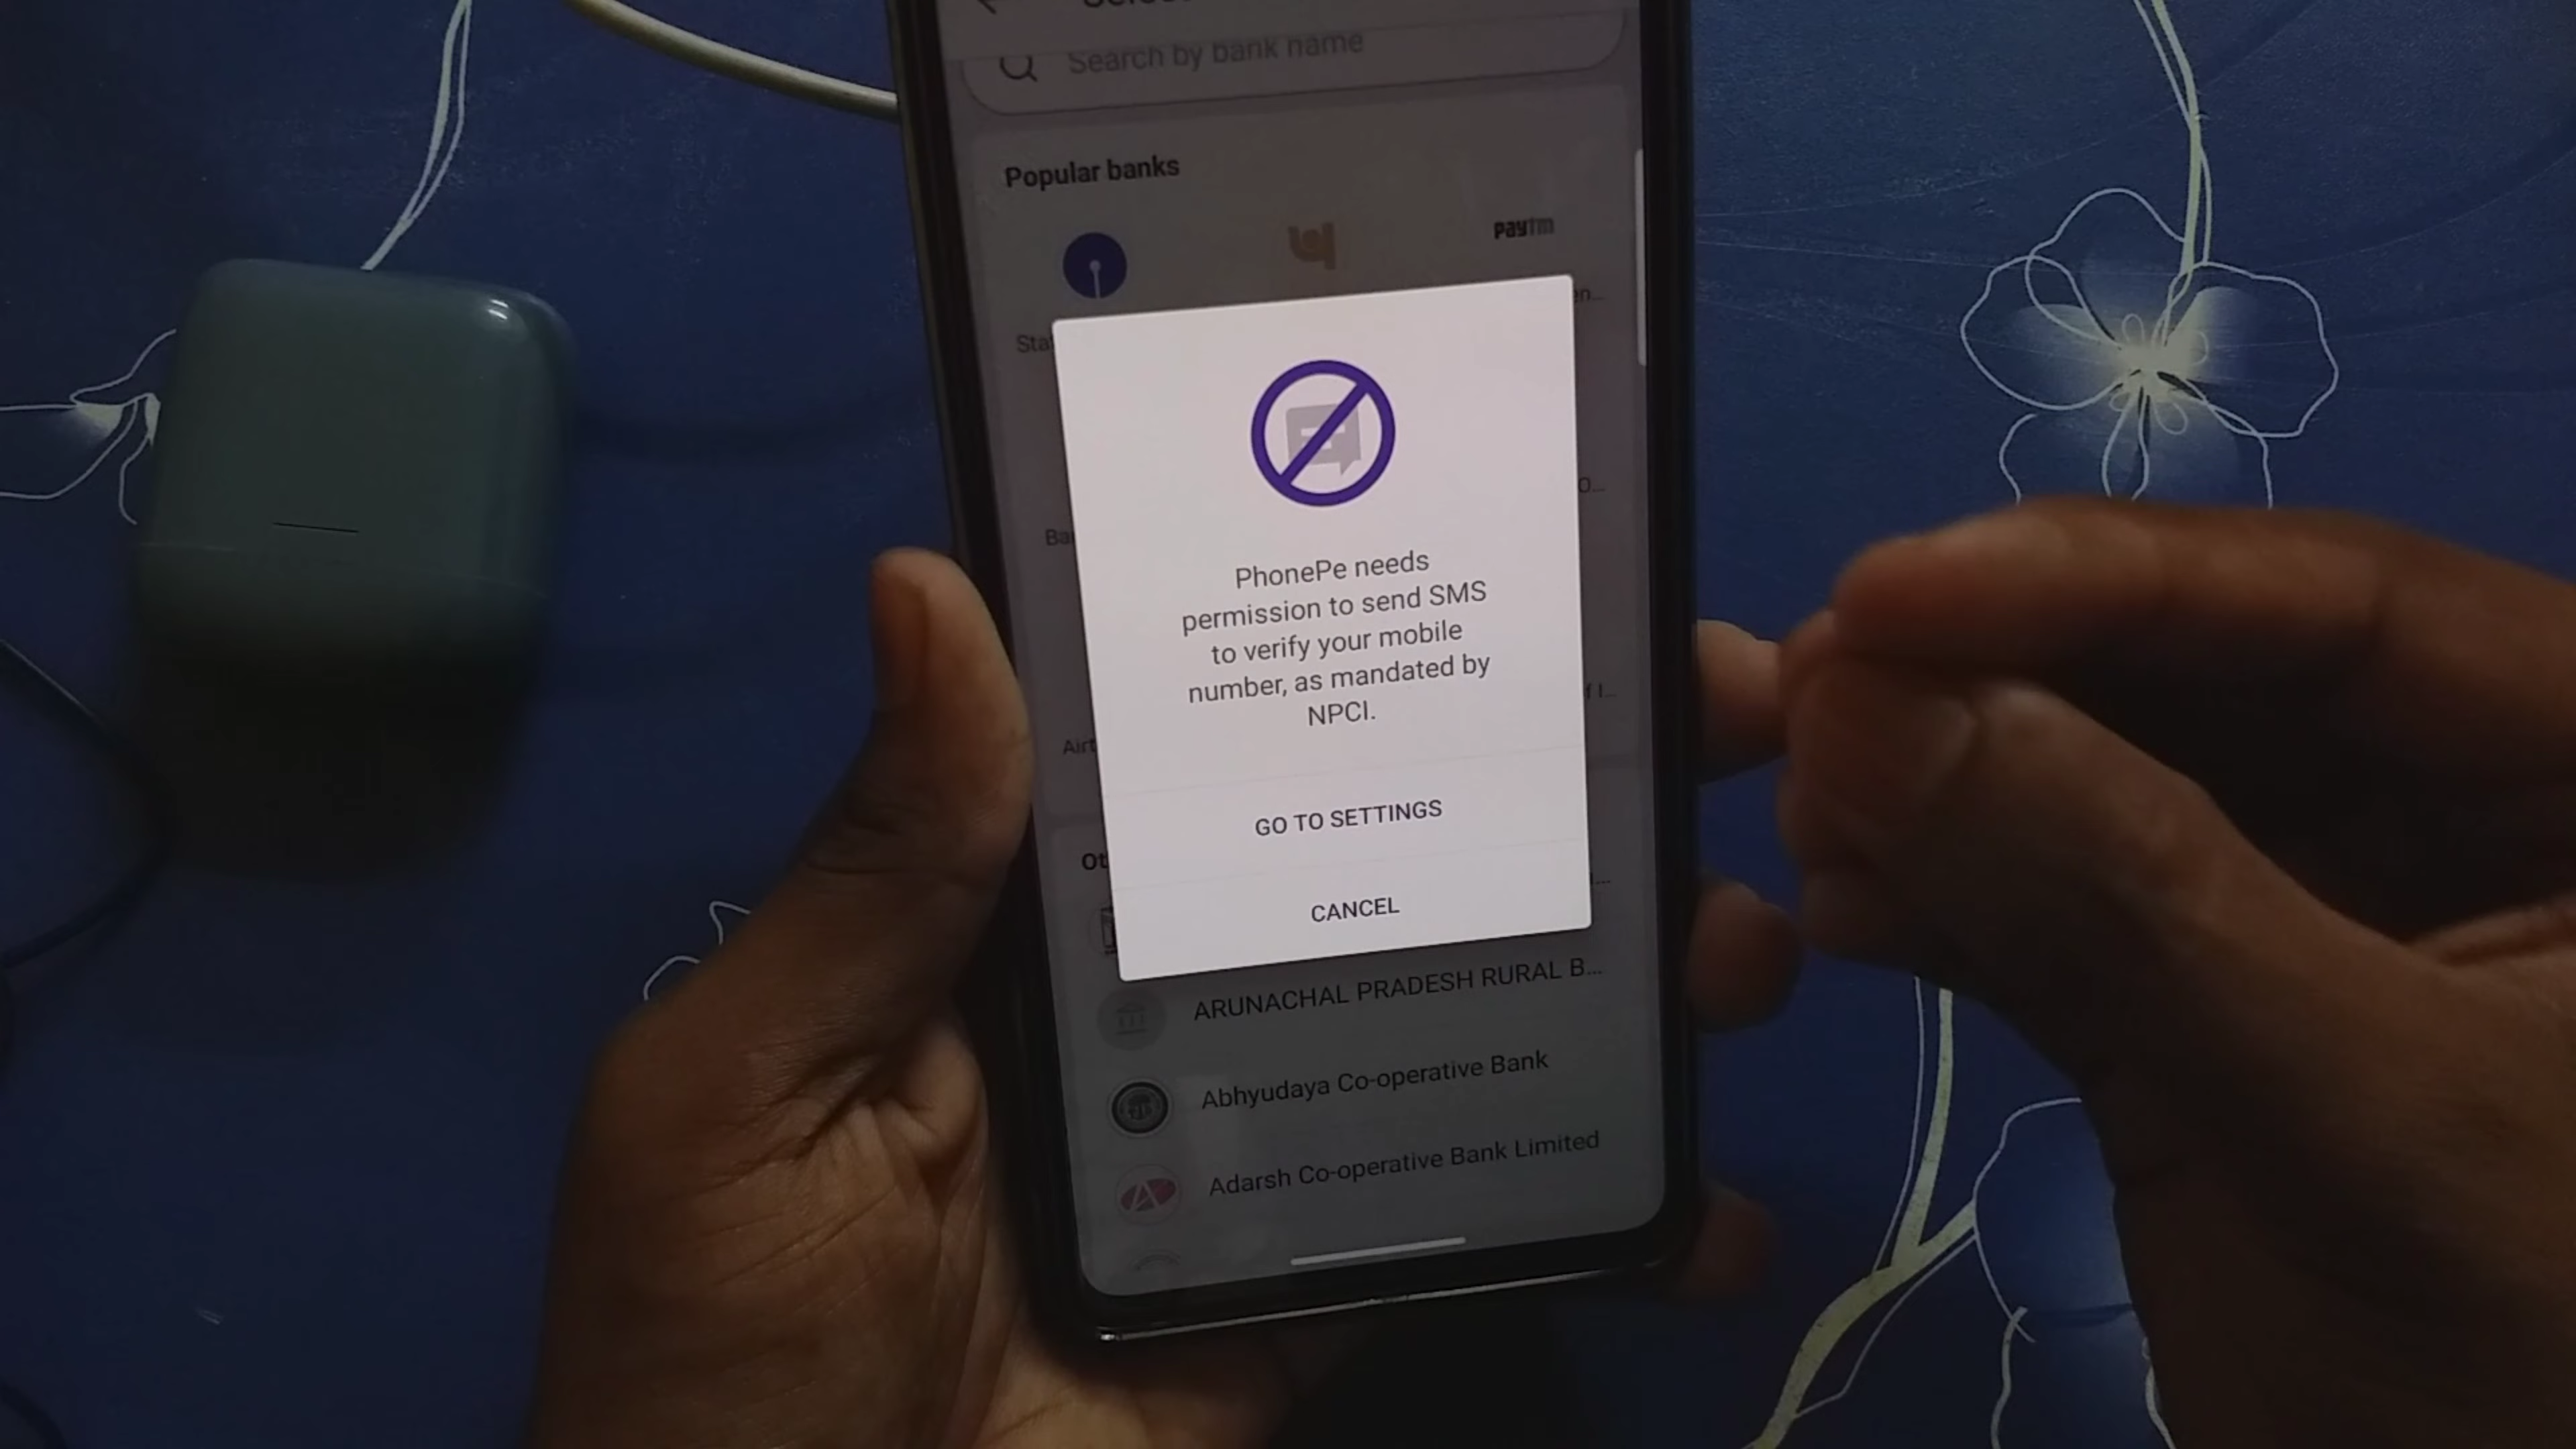 Search by bank name
Popular banks
paytm
PhonePe needs
permission to send SMS
to verify your mobile
number, as mandated by
NPCI.
GO TO SETTINGS
CANCEL
ARUNACHAL PRADESH RURAL B...
Abhyudaya Co-operative Bank
Adarsh Co-operative Bank Limited